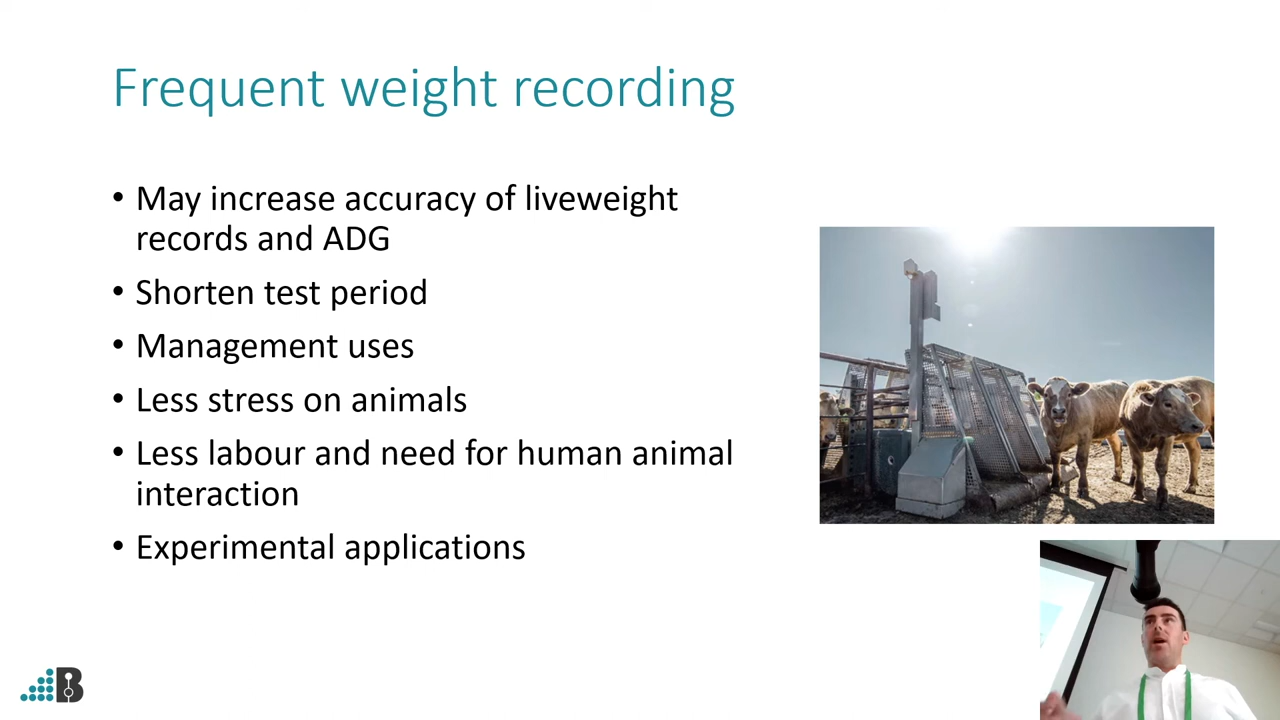 Frequent weight recording
• May increase accuracy of liveweight
records and ADG
• Shorten test period
• Management uses
• Less stress on animals
• Less labour and need for human animal
interaction
• Experimental applications
B